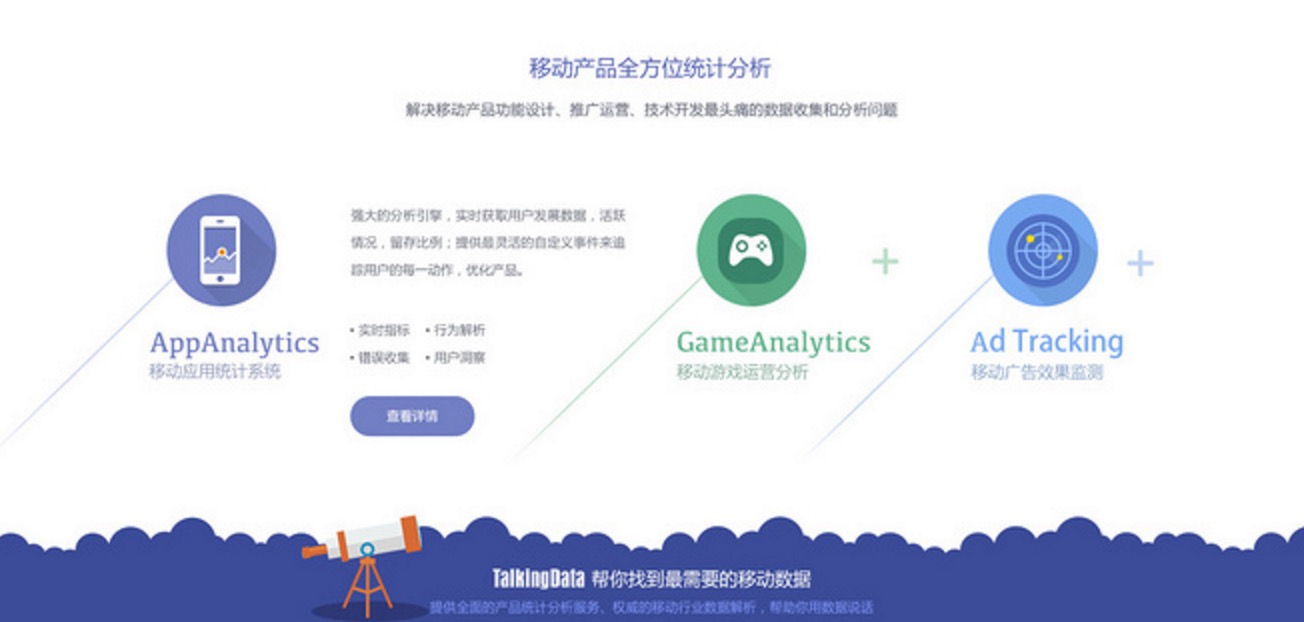 移动产品全方位统计分析
解决移动产品功能设计、推广运营、技术开发最头痛的数据收集和分析问题
AppAnalytics
移动应用统计系统
强大的分析引擎，实时获取用户发展数据，活跃
情况，留存比例；提供最灵活的自定义事件来追
踪用户的每一动作，优化产品。
▪ 实时指标 ▪ 行为解析
▪ 错误收集 ▪ 用户洞察
查看详情
GameAnalytics
移动游戏运营分析
+
Ad Tracking
移动广告效果监测
+
TalkingData 帮你找到最需要的移动数据
提供全面的产品统计分析服务、权威的移动行业数据解析，帮助你用数据说话